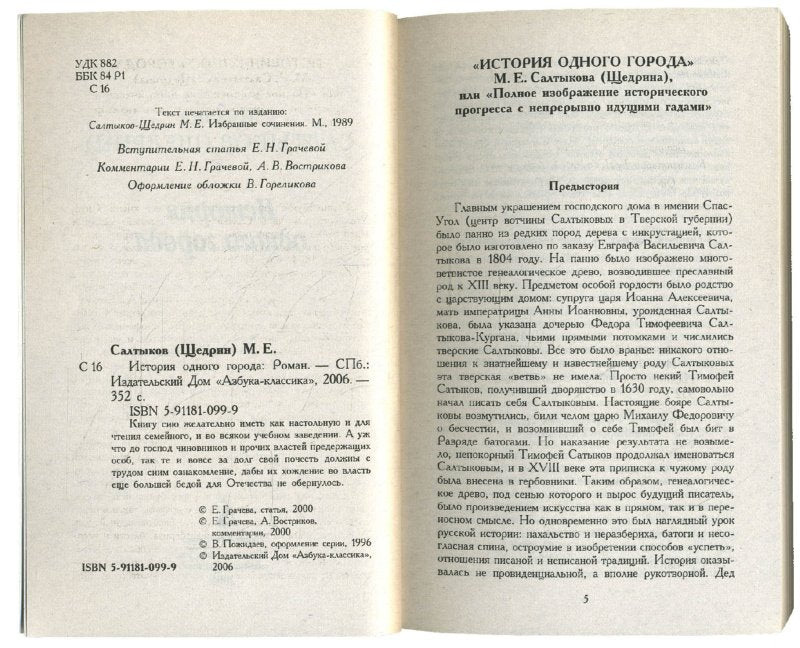 УДК 882
ББК 84 Р1
С 16
Текст печатается по изданию:
Салтыков-Щедрин М. Е. Избранные сочинения. М., 1989
Вступительная статья Е. Н. Грачевой
Комментарии Е. Н. Грачевой, А. В. Вострикова
Оформление обложки В. Гореликова
Салтыков (Щедрин) М. Е.
С 16 История одного города: Роман. — СПб.:
Издательский Дом «Азбука-классика», 2006. —
352 с.
ISBN 5-91181-099-9
Книгу сию желательно иметь как настольную и для
чтения семейного, и во всяком учебном заведении. А уж
что до господ чиновников и прочих властей предержащих
особ, так те и вовсе за долг свой почесть должны с
трудом сиим ознакомление, дабы их хождение во власть
еще большей бедой для Отечества не обернулось.
© Е. Грачева, статья, 2000
© Е. Грачева, А. Востриков,
комментарии, 2000
© В. Пожидаев, оформление серии, 1996
© Издательский Дом «Азбука-классика»,
ISBN 5-91181-099-9 2006
«ИСТОРИЯ ОДНОГО ГОРОДА»
М. Е. Салтыкова (Щедрина),
или «Полное изображение исторического
прогресса с непрерывно идущими гадами»
Предыстория
Главным украшением господского дома в имении Спас-
Угол (центр вотчины Салтыковых в Тверской губернии)
было панно из редких пород дерева с инкрустацией, кото-
рое было изготовлено по заказу Евграфа Васильевича Сал-
тыкова в 1804 году. На панно было изображено много-
ветвистое генеалогическое древо, возводившее преславный
род к XIII веку. Предметом особой гордости было родство
с царствующим домом: супруга царя Иоанна Алексеевича,
мать императрицы Анны Иоанновны, урожденная Салты-
кова, была указана дочерью Федора Тимофеевича Сал-
тыкова-Кургана, чьими прямыми потомками и числились
тверские Салтыковы. Все это было вранье: никакого отно-
шения к знатнейшему и известнейшему роду Салтыковых
эта тверская «ветвь» не имела. Просто некий Тимофей
Сатыков, получивший дворянство в 1630 году, самовольно
начал писать себя Салтыковым. Настоящие бояре Салты-
ковы возмутились, били челом царю Михаилу Федоровичу
о бесчестии, и возомнивший о себе Тимофей был бит в
Разряде батогами. Но наказание результата не возыме-
ло, непокорный Тимофей Сатыков продолжал именоваться
Салтыковым, и в XVIII веке эта приписка к чужому роду
была внесена в гербовники. Таким образом, генеалогиче-
ское древо, под сенью которого и вырос будущий писатель,
было произведением искусства как в прямом, так и в пере-
носном смысле. Но одновременно это был наглядный урок
русской истории: нахальство и неразбериха, батоги и несо-
гласная спина, остроумие в изобретении способов «успеть»,
отношения писаной и неписаной традиций. История оказы-
валась не провиденциальной, а вполне рукотворной. Дед
5